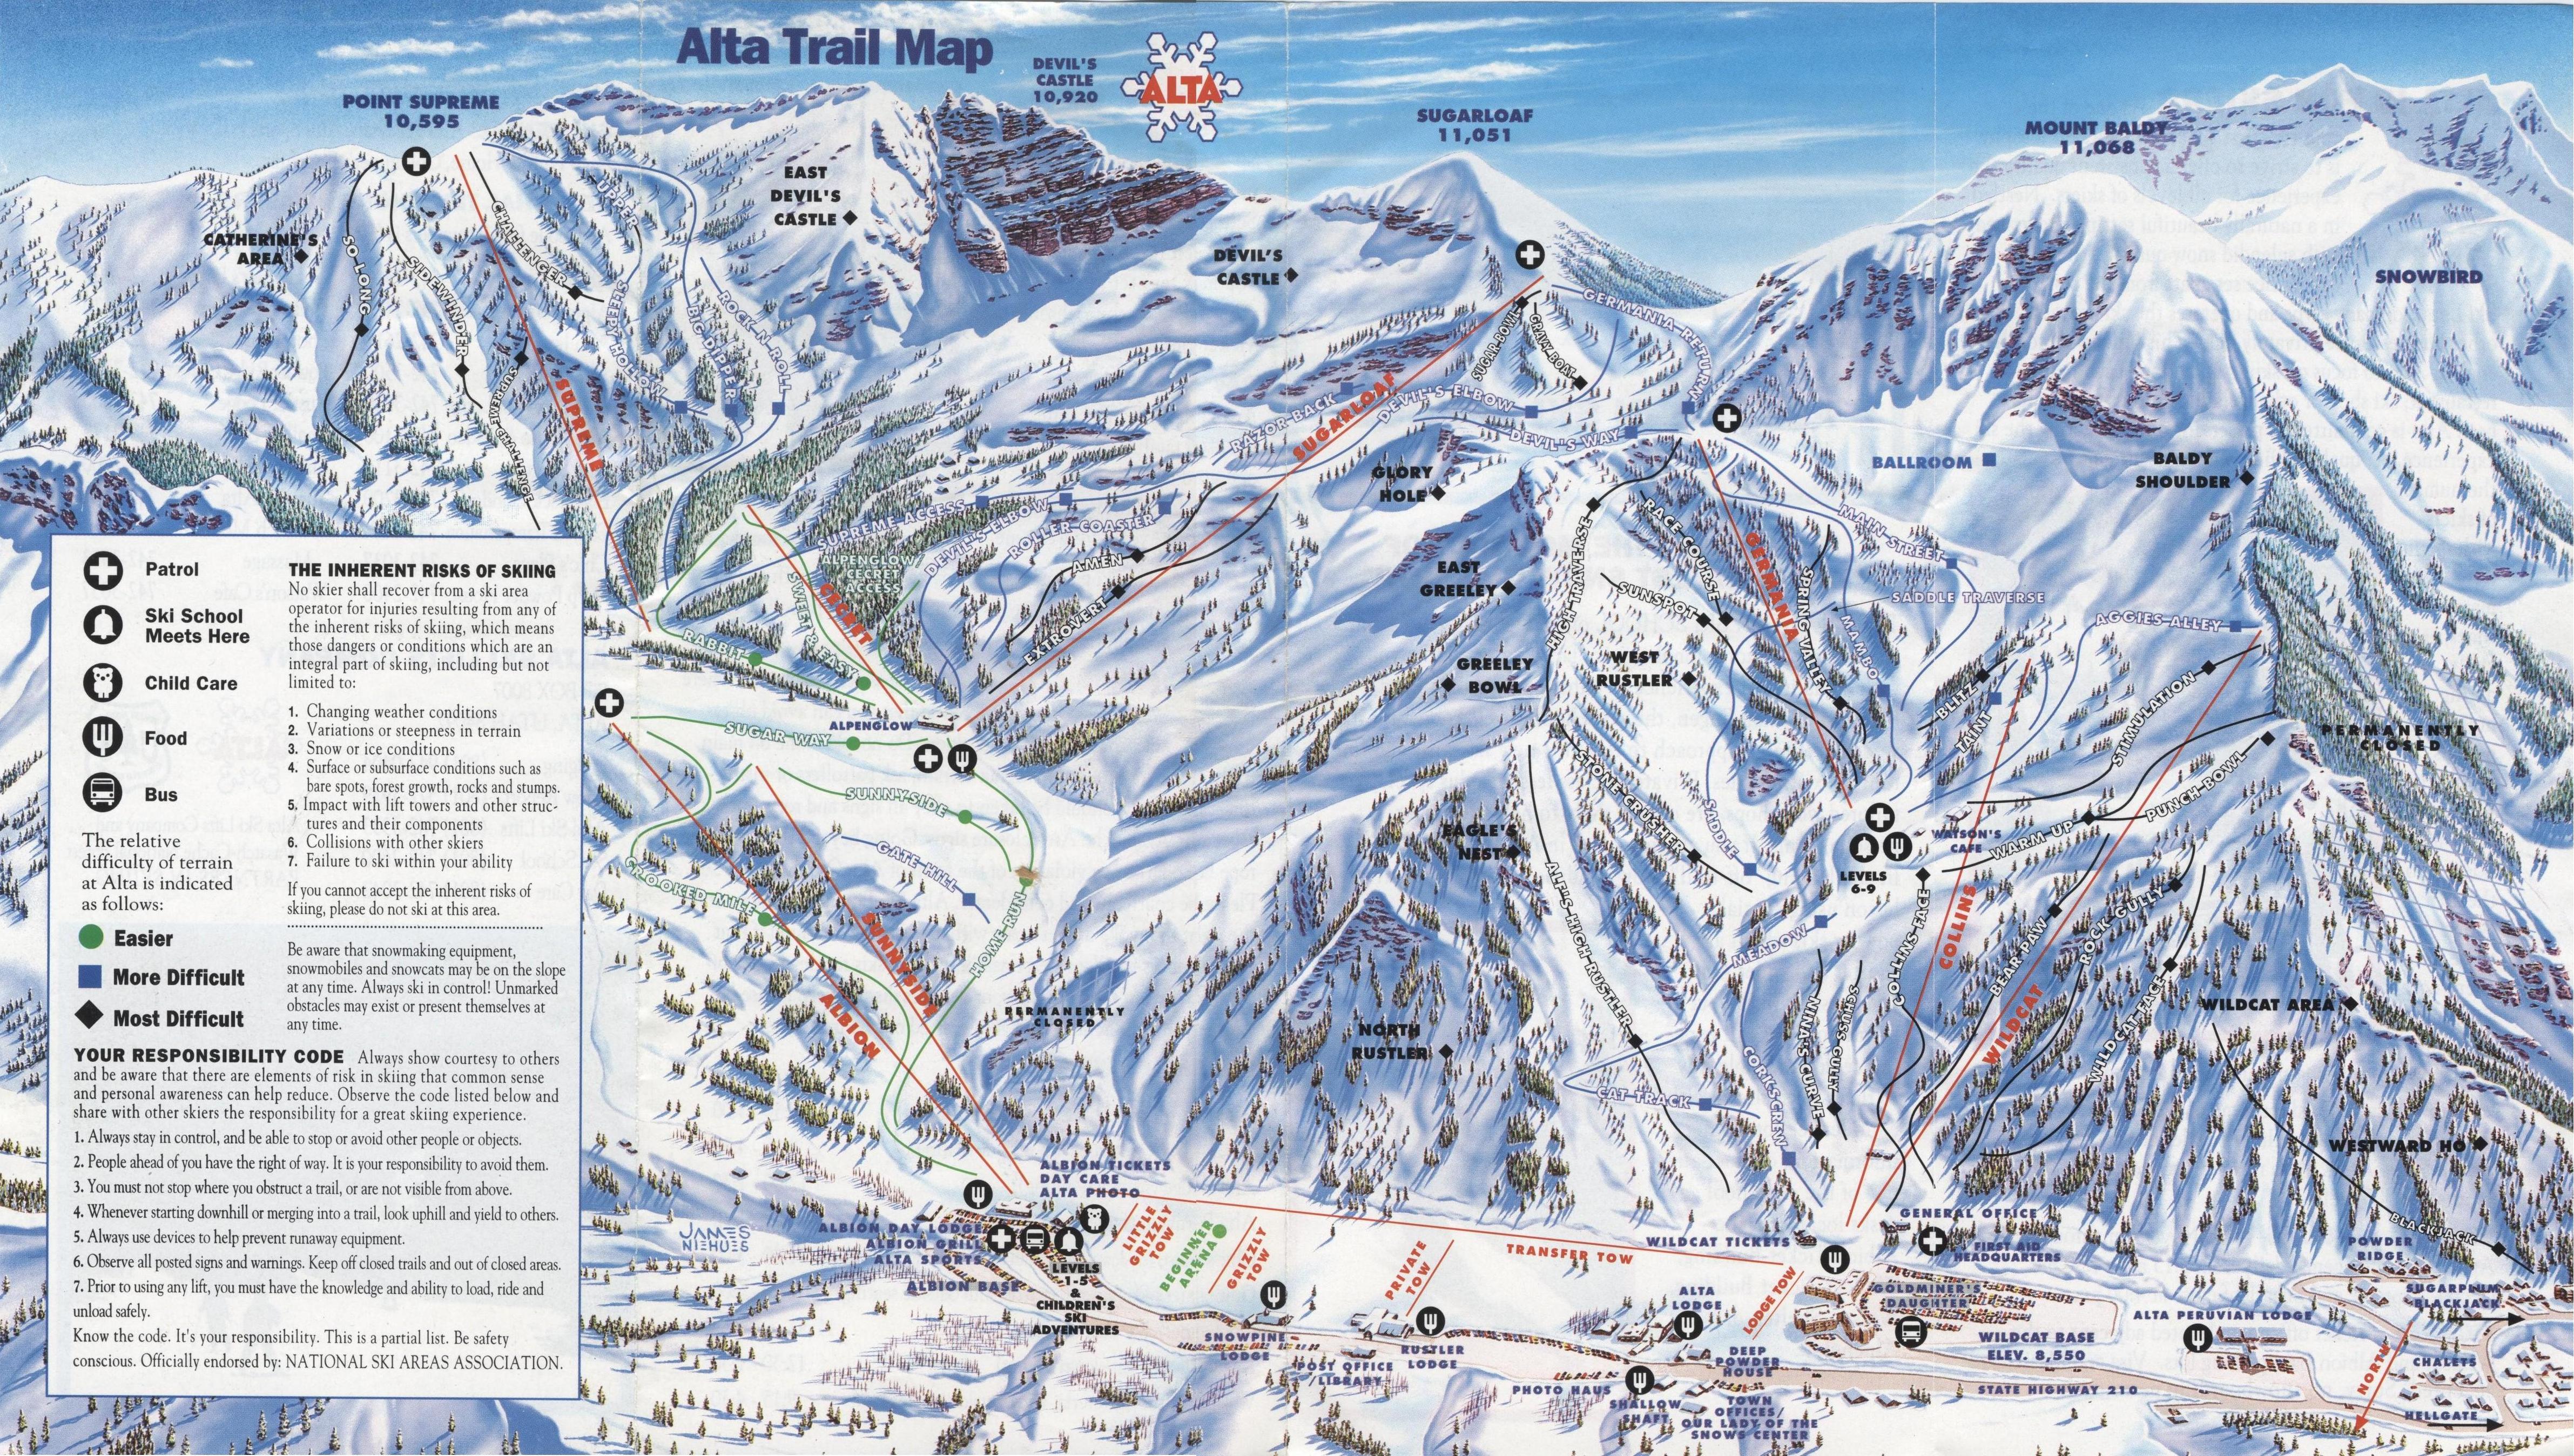 Alta Trail Map
DEVIL'S
CASTLE
10,920
ALTA
POINT SUPREME
10,595
SUGARLOAF
11,051
MOUNT BALDY
11,068
SNOWBIRD
CATHERINE'S
AREA
SO LONG
SIDEWINDER
CHALLENGER
SUPREME CHALLENGE
SUPREME
UPPER
SLEEPY HOLLOW
BIG DIPPER
ROCK N ROLL
EAST
DEVIL'S
CASTLE
DEVIL'S
CASTLE
SUGAR BOWL
GRAVY BOAT
GERMANIA RETURN
RAZOR BACK
SUGARLOAF
DEVIL'S ELBOW
DEVIL'S WAY
GLORY
HOLE
BALLROOM
BALDY
SHOULDER
SUPREME ACCESS
DEVIL'S ELBOW
ROLLER COASTER
ALPENGLOW/
CECRET
ACCESS
AMEN
EXTROVERT
CECRET
SWEET & EASY
RABBIT
ALPENGLOW
SUGAR WAY
SUNNYSIDE
GATE HILL
CROOKED MILE
HOME RUN
SUNNYSIDE
ALBION
PERMANENTLY
CLOSED
EAST
GREELEY
GREELEY
BOWL
HIGH TRAVERSE
RACE COURSE
SUNSPOT
WEST
RUSTLER
GERMANIA
SPRING VALLEY
MAIN STREET
SADDLE TRAVERSE
MAMBO
AGGIES ALLEY
BLITZ
TAINT
STIMULATION
PUNCH BOWL
PERMANENTLY
CLOSED
WATSON'S
CAFE
WARM UP
LEVELS
6-9
EAGLE'S
NEST
STONE CRUSHER
SADDLE
ALF'S HIGH RUSTLER
MEADOW
COLLINS FACE
COLLINS
BEAR PAW
ROCK GULLY
WILDCAT
WILDCAT FACE
WILDCAT AREA
WESTWARD HO
BLACKJACK
NORTH
RUSTLER
CAT TRACK
CORKSCREW
NINA'S CURVE
SCHUSS GULLY
Patrol
Ski School
Meets Here
Child Care
Food
Bus
The relative
difficulty of terrain
at Alta is indicated
as follows:
Easier
More Difficult
Most Difficult
THE INHERENT RISKS OF SKIING
No skier shall recover from a ski area
operator for injuries resulting from any of
the inherent risks of skiing, which means
those dangers or conditions which are an
integral part of skiing, including but not
limited to:
1. Changing weather conditions
2. Variations or steepness in terrain
3. Snow or ice conditions
4. Surface or subsurface conditions such as
bare spots, forest growth, rocks and stumps.
5. Impact with lift towers and other struc-
tures and their components
6. Collisions with other skiers
7. Failure to ski within your ability
If you cannot accept the inherent risks of
skiing, please do not ski at this area.
Be aware that snowmaking equipment,
snowmobiles and snowcats may be on the slope
at any time. Always ski in control! Unmarked
obstacles may exist or present themselves at
any time.
YOUR RESPONSIBILITY CODE Always show courtesy to others
and be aware that there are elements of risk in skiing that common sense
and personal awareness can help reduce. Observe the code listed below and
share with other skiers the responsibility for a great skiing experience.
1. Always stay in control, and be able to stop or avoid other people or objects.
2. People ahead of you have the right of way. It is your responsibility to avoid them.
3. You must not stop where you obstruct a trail, or are not visible from above.
4. Whenever starting downhill or merging into a trail, look uphill and yield to others.
5. Always use devices to help prevent runaway equipment.
6. Observe all posted signs and warnings. Keep off closed trails and out of closed areas.
7. Prior to using any lift, you must have the knowledge and ability to load, ride and
unload safely.
Know the code. It's your responsibility. This is a partial list. Be safety
conscious. Officially endorsed by: NATIONAL SKI AREAS ASSOCIATION.
JAMES
NIEHUES
ALBION TICKETS
DAY CARE
ALTA PHOTO
ALBION DAY LODGE
ALBION GRILL
ALTA SPORTS
ALBION BASE
LEVELS
1-5
&
CHILDREN'S
SKI
ADVENTURES
LITTLE
GRIZZLY
TOW
BEGINNER
ARENA
GRIZZLY
TOW
SNOWPINE
LODGE
POST OFFICE
/LIBRARY
PRIVATE
TOW
RUSTLER
LODGE
TRANSFER TOW
WILDCAT TICKETS
LODGE TOW
ALTA
LODGE
PHOTO HAUS
SHALLOW
SHAFT
DEEP
POWDER
HOUSE
TOWN
OFFICES/
OUR LADY OF THE
SNOWS CENTER
GENERAL OFFICE
FIRST AID
HEADQUARTERS
GOLDMINER'S
DAUGHTER
WILDCAT BASE
ELEV. 8,550
ALTA PERUVIAN LODGE
STATE HIGHWAY 210
POWDER
RIDGE
SUGARPLUM
BLACKJACK
CHALETS
NORTH
HELLGATE